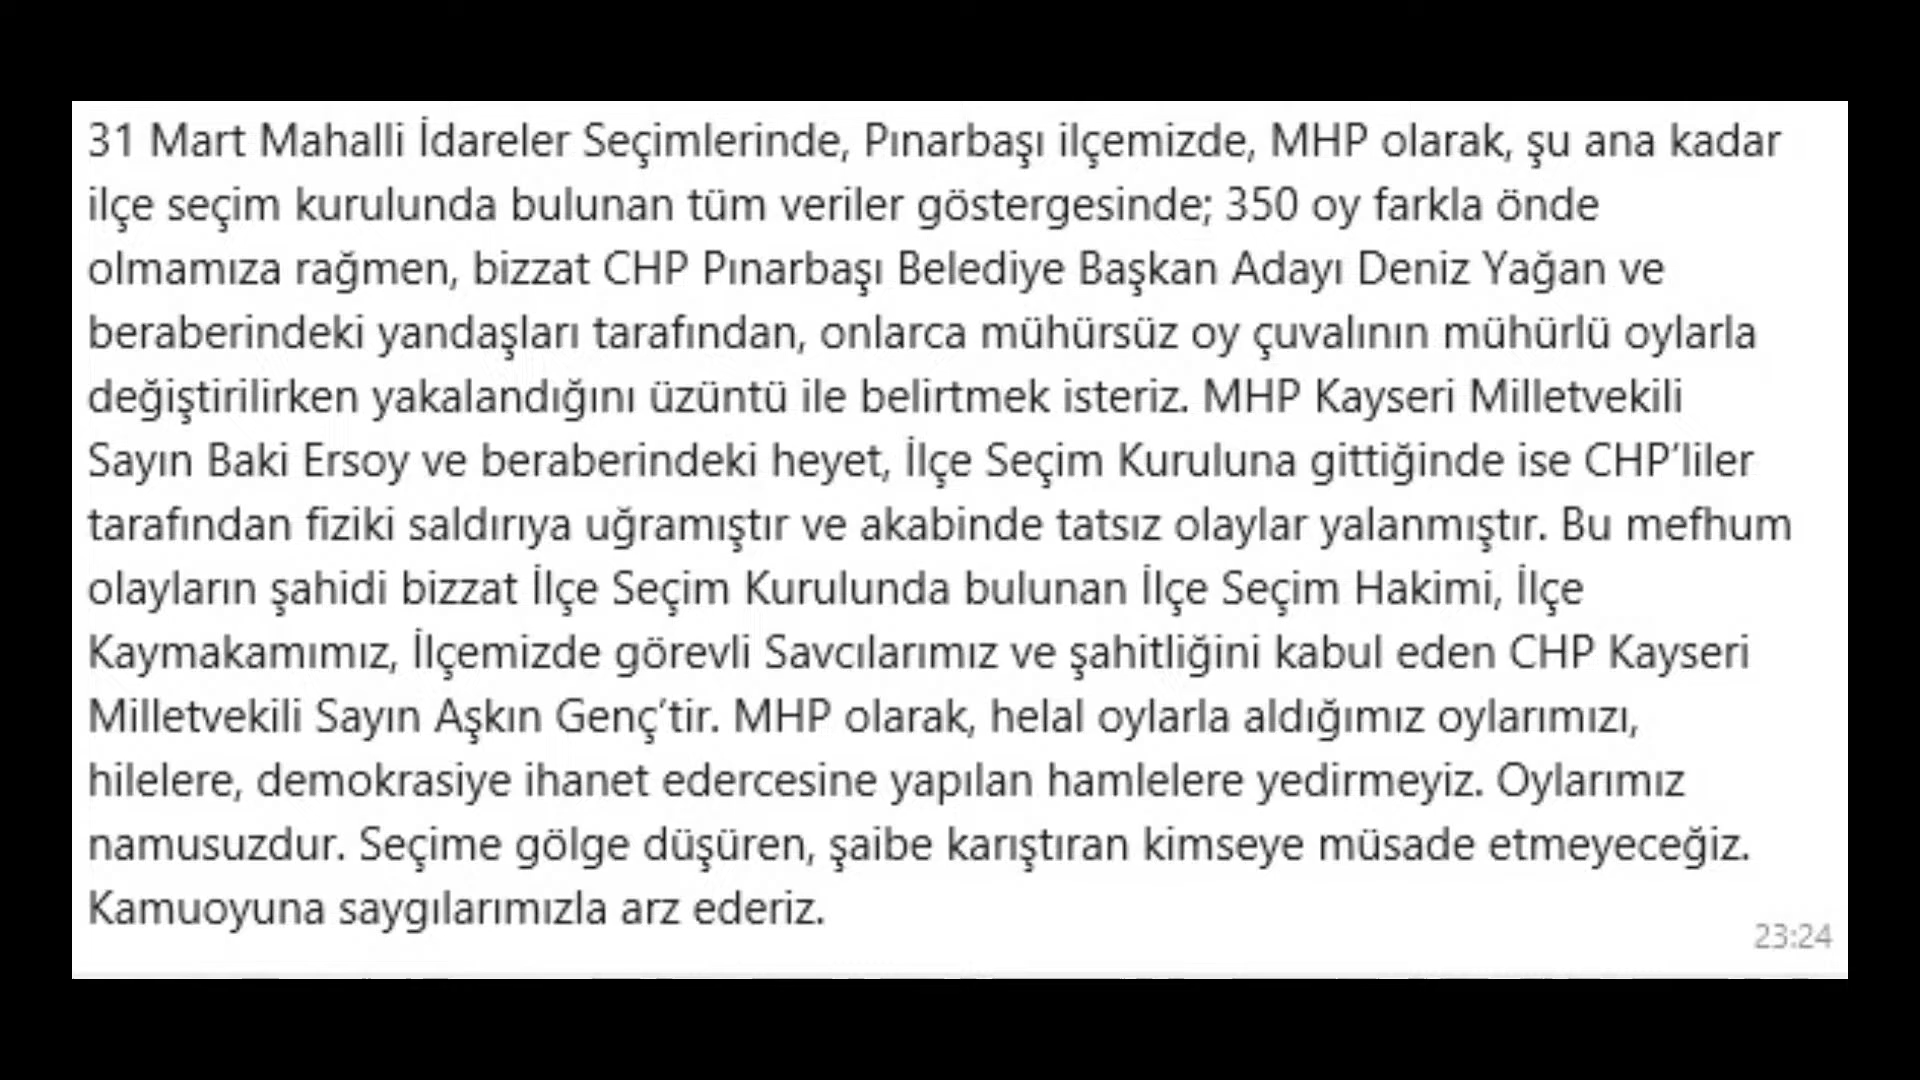 31 Mart Mahalli İdareler Seçimlerinde, Pınarbaşı ilçemizde, MHP olarak, şu ana kadar
ilçe seçim kurulunda bulunan tüm veriler göstergesinde; 350 oy farkla önde
olmamıza rağmen, bizzat CHP Pınarbaşı Belediye Başkan Adayı Deniz Yağan ve
beraberindeki yandaşları tarafından, onlarca mühürsüz oy çuvalının mühürlü oylarla
değiştirilirken yakalandığını üzüntü ile belirtmek isteriz. MHP Kayseri Milletvekili
Sayın Baki Ersoy ve beraberindeki heyet, İlçe Seçim Kuruluna gittiğinde ise CHP’liler
tarafından fiziki saldırıya uğramıştır ve akabinde tatsız olaylar yalanmıştır. Bu mefhum
olayların şahidi bizzat İlçe Seçim Kurulunda bulunan İlçe Seçim Hakimi, İlçe
Kaymakamımız, İlçemizde görevli Savcılarımız ve şahitliğini kabul eden CHP Kayseri
Milletvekili Sayın Aşkın Genç’tir. MHP olarak, helal oylarla aldığımız oylarımızı,
hilelere, demokrasiye ihanet edercesine yapılan hamlelere yedirmeyiz. Oylarımız
namusuzdur. Seçime gölge düşüren, şaibe karıştıran kimseye müsade etmeyeceğiz.
Kamuoyuna saygılarımızla arz ederiz.
23:24